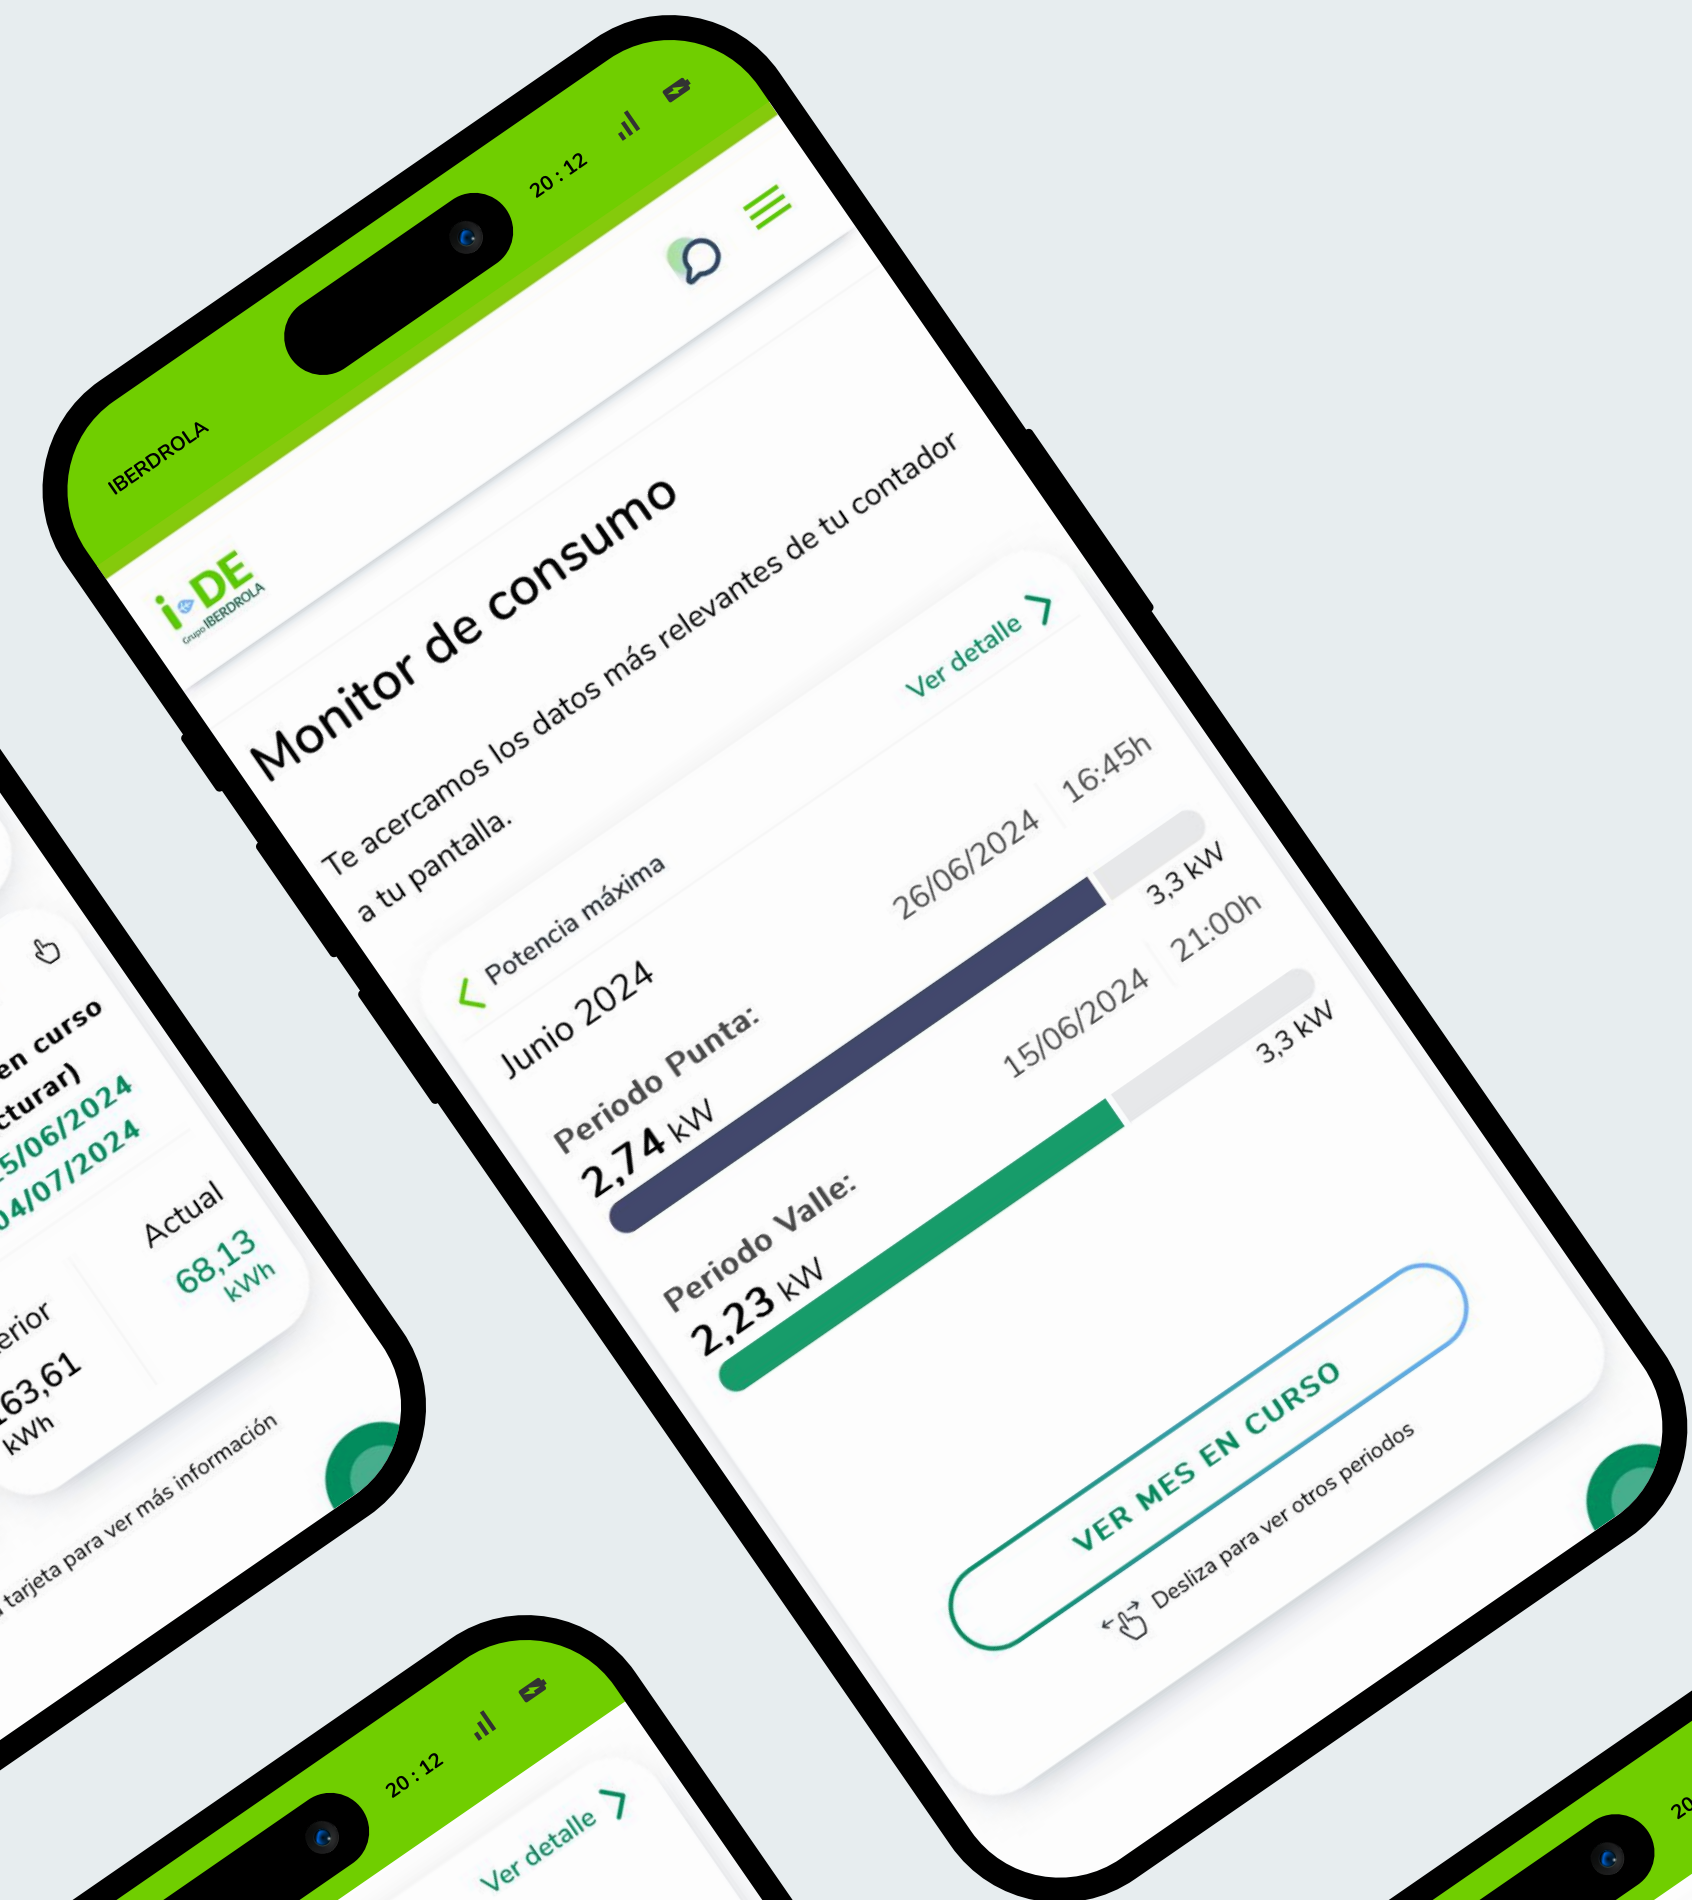 IBERDROLA
20:12
i-DE
Grupo IBERDROLA
Monitor de consumo
Te acercamos los datos más relevantes de tu contador
a tu pantalla.
Potencia máxima
Ver detalle
Junio 2024
Periodo Punta:
26/06/2024
16:45h
2,74 kW
3,3 kW
Periodo Valle:
15/06/2024
21:00h
2,23 kW
3,3 kW
VER MES EN CURSO
Desliza para ver otros periodos
en curso
5/06/2024
04/07/2024
Actual
68,13
kWh
63,61
kWh
tarjeta para ver más información
20:12
Ver detalle
20